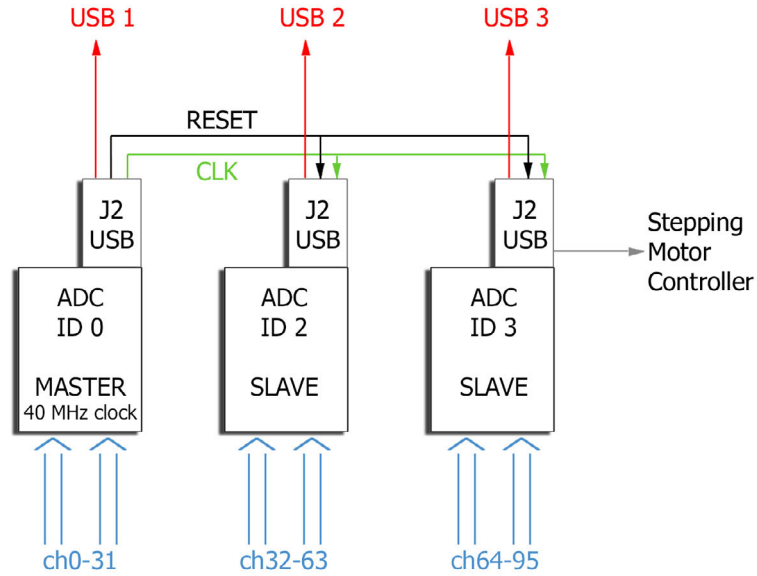 USB 1
USB 2
USB 3
RESET
CLK
J2
USB
J2
USB
J2
USB
Stepping
Motor
Controller
ADC
ID 0
MASTER
40 MHz clock
ADC
ID 2
SLAVE
ADC
ID 3
SLAVE
ch0-31
ch32-63
ch64-95